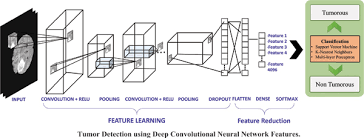 Tumorous
Feature 1
Feature 2
Feature 3
Feature 4
Feature
4096
Classification
- Support Vector Machine
- K-Nearest Neighbors
- Multi-layer Perceptron
Non Tumorous
INPUT CONVOLUTION + RELU POOLING CONVOLUTION + RELU POOLING DROPOUT FLATTEN DENSE SOFTMAX
FEATURE LEARNING Feature Reduction
Tumor Detection using Deep Convolutional Neural Network Features.